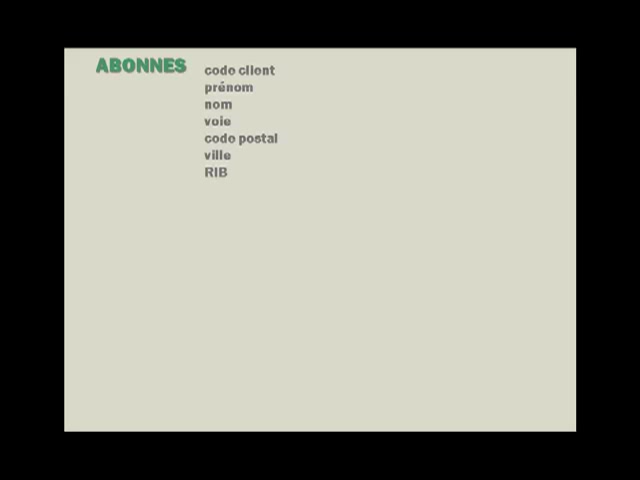 ABONNES
code client
prénom
nom
voie
code postal
ville
RIB